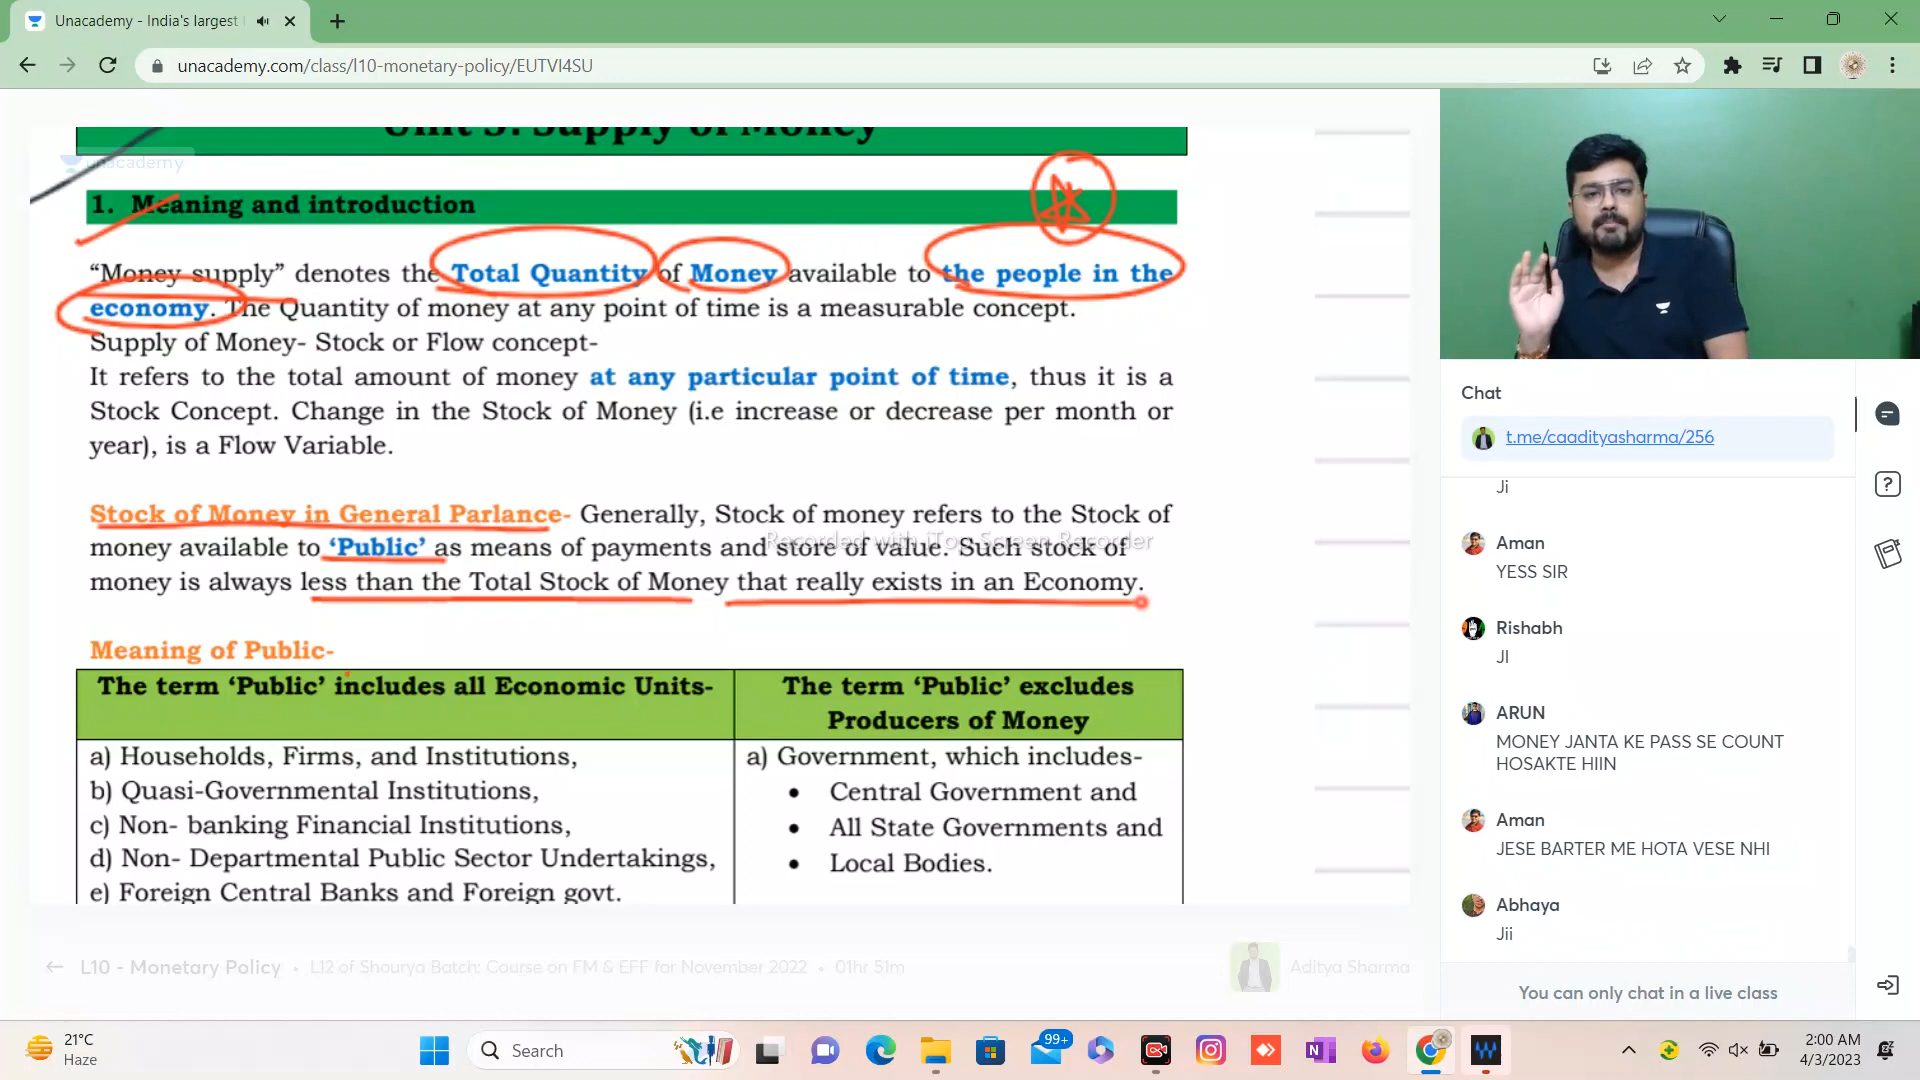 Unacademy - India's largest
unacademy.com/class/l10-monetary-policy/EUTVI4SU
Unit 3: Supply of Money
unacademy
1. Meaning and introduction
“Money supply” denotes the Total Quantity of Money available to the people in the
economy. The Quantity of money at any point of time is a measurable concept.
Supply of Money- Stock or Flow concept-
It refers to the total amount of money at any particular point of time, thus it is a
Stock Concept. Change in the Stock of Money (i.e increase or decrease per month or
year), is a Flow Variable.
Stock of Money in General Parlance- Generally, Stock of money refers to the Stock of
money available to ‘Public’ as means of payments and store of value. Such stock of
Recorded with iTop Screen Recorder
money is always less than the Total Stock of Money that really exists in an Economy.
Meaning of Public-
The term ‘Public’ includes all Economic Units-
a) Households, Firms, and Institutions,
b) Quasi-Governmental Institutions,
c) Non- banking Financial Institutions,
d) Non- Departmental Public Sector Undertakings,
e) Foreign Central Banks and Foreign govt.
The term ‘Public’ excludes
Producers of Money
a) Government, which includes-
• Central Government and
• All State Governments and
• Local Bodies.
L10 - Monetary Policy • L12 of Shourya Batch: Course on FM & EFF for November 2022 • 01hr 51m
Aditya Sharma
Chat
t.me/caadityasharma/256
Ji
Aman
YESS SIR
Rishabh
JI
ARUN
MONEY JANTA KE PASS SE COUNT
HOSAKTE HIIN
Aman
JESE BARTER ME HOTA VESE NHI
Abhaya
Jii
You can only chat in a live class
21°C
Haze
Search
99+
2:00 AM
4/3/2023